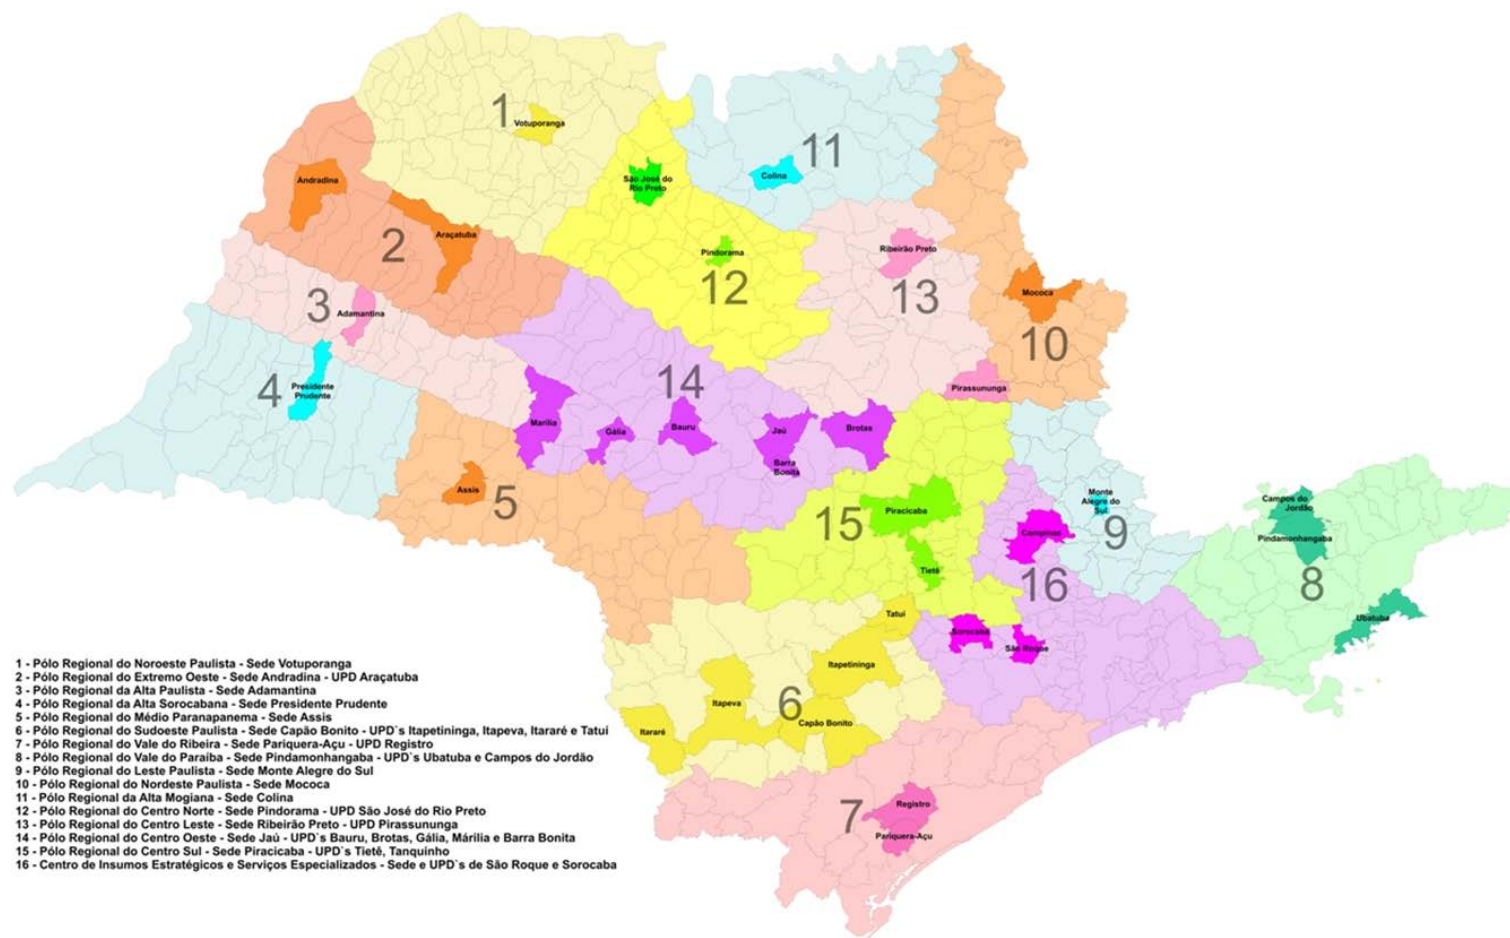 1
Votuporanga
11
Colina
São José do
Rio Preto
Andradina
Araçatuba
2
Pindorama
12
Ribeirão Preto
13
Mococa
10
3
Adamantina
4
Presidente
Prudente
14
Pirassununga
Marília
Gália
Bauru
Jaú
Brotas
Barra
Bonita
Assis
5
15
Piracicaba
Tietê
Monte
Alegre do
Sul
9
Campinas
16
Campos do
Jordão
Pindamonhangaba
8
Ubatuba
Tatui
Sorocaba
São Roque
Itapetininga
Itapeva
6
Capão Bonito
Itararé
7
Registro
Pariquera-Açu
1 - Pólo Regional do Noroeste Paulista - Sede Votuporanga
2 - Pólo Regional do Extremo Oeste - Sede Andradina - UPD Araçatuba
3 - Pólo Regional da Alta Paulista - Sede Adamantina
4 - Pólo Regional da Alta Sorocabana - Sede Presidente Prudente
5 - Pólo Regional do Médio Paranapanema - Sede Assis
6 - Pólo Regional do Sudoeste Paulista - Sede Capão Bonito - UPD`s Itapetininga, Itapeva, Itararé e Tatui
7 - Pólo Regional do Vale do Ribeira - Sede Pariquera-Açu - UPD Registro
8 - Pólo Regional do Vale do Paraíba - Sede Pindamonhangaba - UPD`s Ubatuba e Campos do Jordão
9 - Pólo Regional do Leste Paulista - Sede Monte Alegre do Sul
10 - Pólo Regional do Nordeste Paulista - Sede Mococa
11 - Pólo Regional da Alta Mogiana - Sede Colina
12 - Pólo Regional do Centro Norte - Sede Pindorama - UPD São José do Rio Preto
13 - Pólo Regional do Centro Leste - Sede Ribeirão Preto - UPD Pirassununga
14 - Pólo Regional do Centro Oeste - Sede Jaú - UPD`s Bauru, Brotas, Gália, Márilia e Barra Bonita
15 - Pólo Regional do Centro Sul - Sede Piracicaba - UPD`s Tietê, Tanquinho
16 - Centro de Insumos Estratégicos e Serviços Especializados - Sede e UPD`s de São Roque e Sorocaba